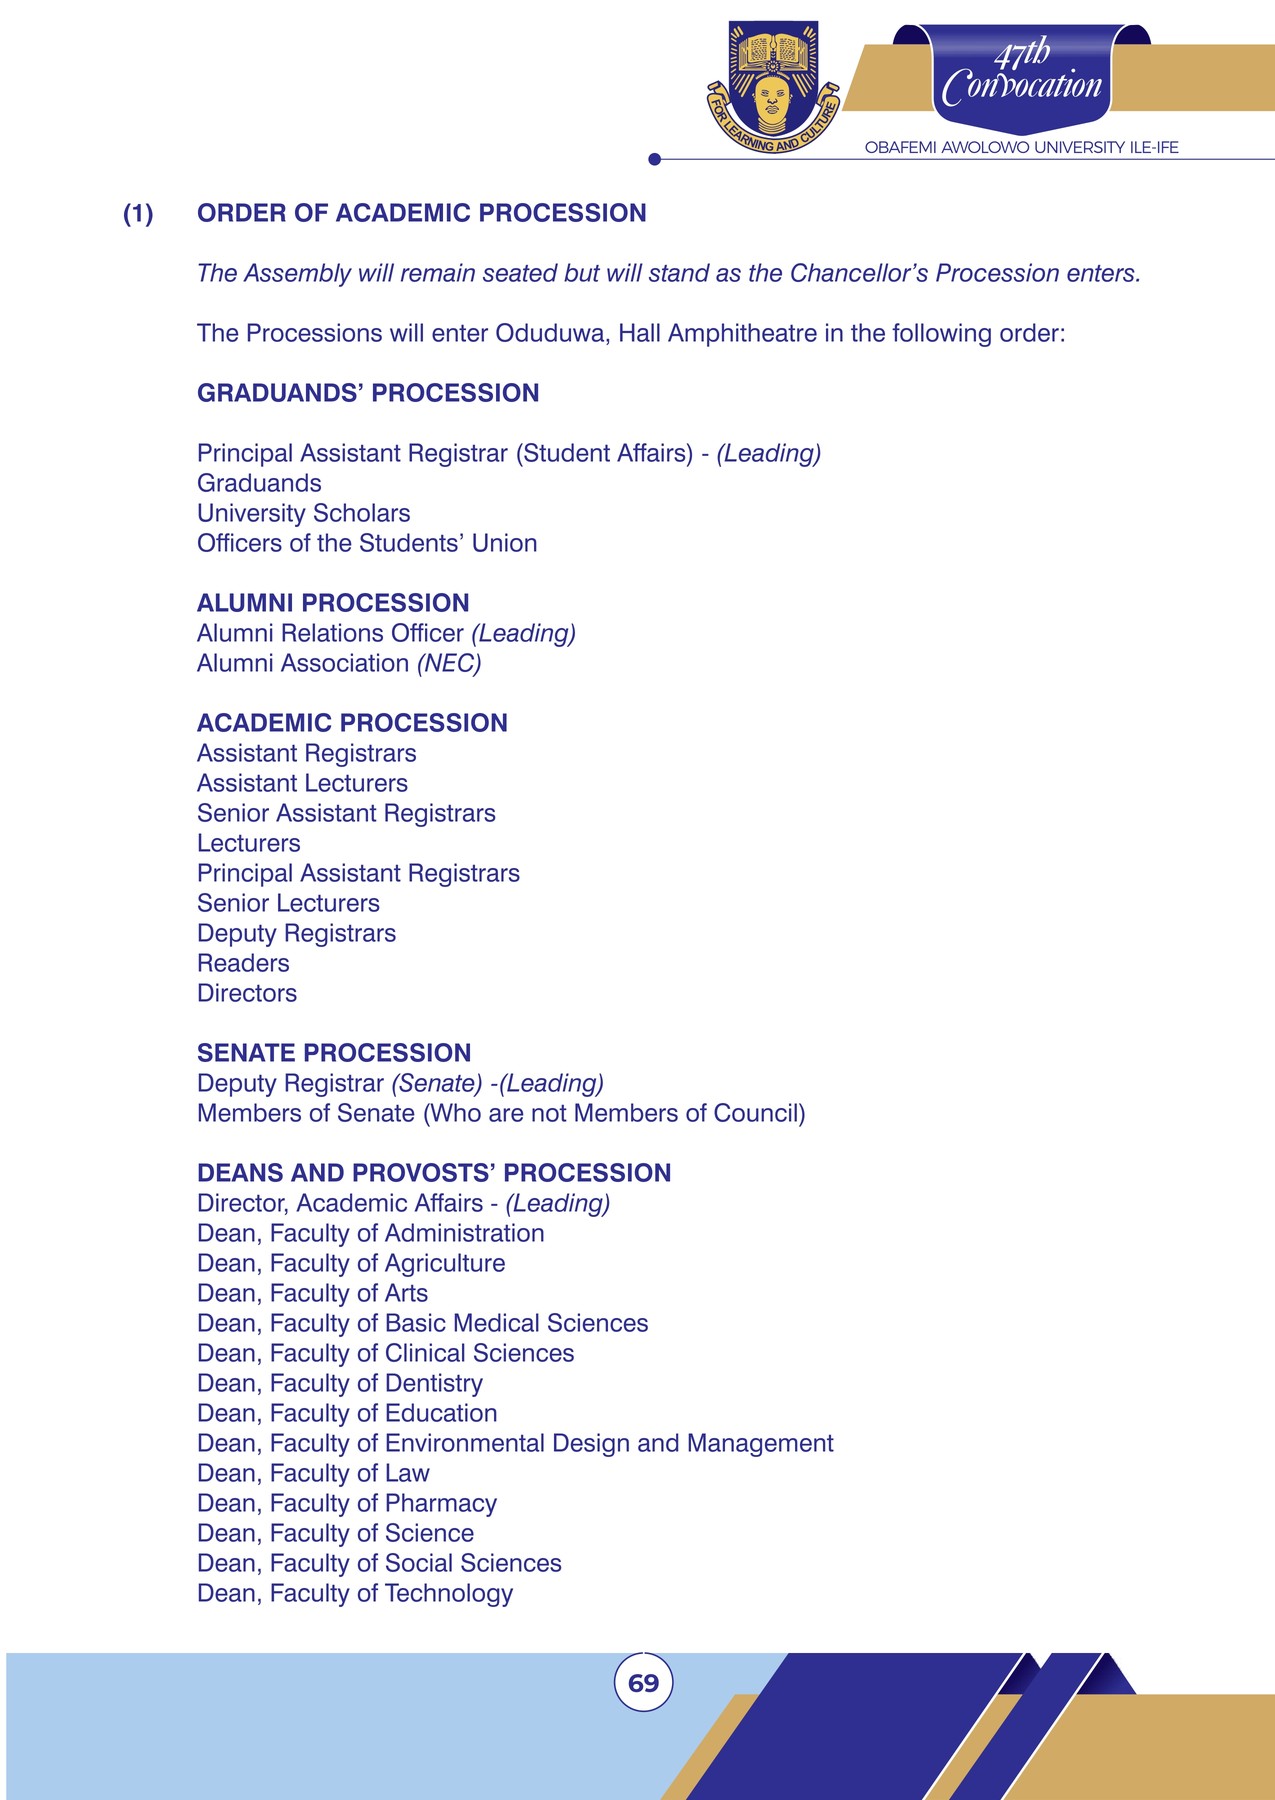 FOR LEARNING AND CULTURE
47th
Convocation
OBAFEMI AWOLOWO UNIVERSITY ILE-IFE
(1) ORDER OF ACADEMIC PROCESSION
The Assembly will remain seated but will stand as the Chancellor’s Procession enters.
The Processions will enter Oduduwa, Hall Amphitheatre in the following order:
GRADUANDS’ PROCESSION
Principal Assistant Registrar (Student Affairs) - (Leading)
Graduands
University Scholars
Officers of the Students’ Union
ALUMNI PROCESSION
Alumni Relations Officer (Leading)
Alumni Association (NEC)
ACADEMIC PROCESSION
Assistant Registrars
Assistant Lecturers
Senior Assistant Registrars
Lecturers
Principal Assistant Registrars
Senior Lecturers
Deputy Registrars
Readers
Directors
SENATE PROCESSION
Deputy Registrar (Senate) -(Leading)
Members of Senate (Who are not Members of Council)
DEANS AND PROVOSTS’ PROCESSION
Director, Academic Affairs - (Leading)
Dean, Faculty of Administration
Dean, Faculty of Agriculture
Dean, Faculty of Arts
Dean, Faculty of Basic Medical Sciences
Dean, Faculty of Clinical Sciences
Dean, Faculty of Dentistry
Dean, Faculty of Education
Dean, Faculty of Environmental Design and Management
Dean, Faculty of Law
Dean, Faculty of Pharmacy
Dean, Faculty of Science
Dean, Faculty of Social Sciences
Dean, Faculty of Technology
69